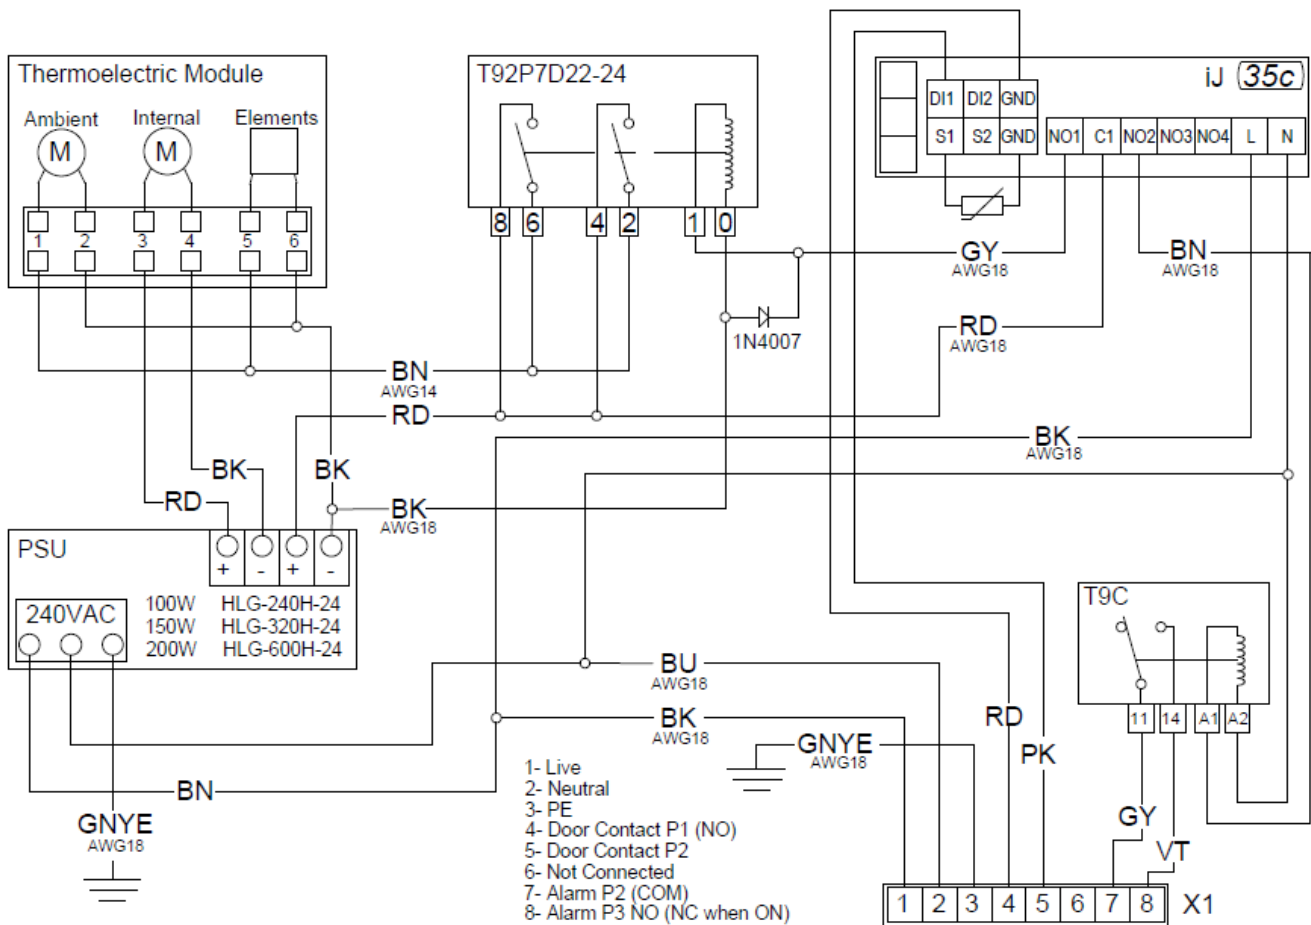 Thermoelectric Module
Ambient
Internal
Elements
M
M
1 2 3 4 5 6
T92P7D22-24
8 6 4 2 1 0
iJ 35c
DI1 DI2 GND
S1 S2 GND
NO1 C1 NO2 NO3 NO4 L N
GY
AWG18
BN
AWG18
1N4007
RD
AWG18
BN
AWG14
RD
BK
AWG18
BK
BK
RD
BK
AWG18
PSU
+ - + -
240VAC
100W HLG-240H-24
150W HLG-320H-24
200W HLG-600H-24
T9C
11 14 A1 A2
BU
AWG18
BK
AWG18
RD
PK
GNYE
AWG18
BN
GNYE
AWG18
GY
VT
1- Live
2- Neutral
3- PE
4- Door Contact P1 (NO)
5- Door Contact P2
6- Not Connected
7- Alarm P2 (COM)
8- Alarm P3 NO (NC when ON)
1 2 3 4 5 6 7 8
X1